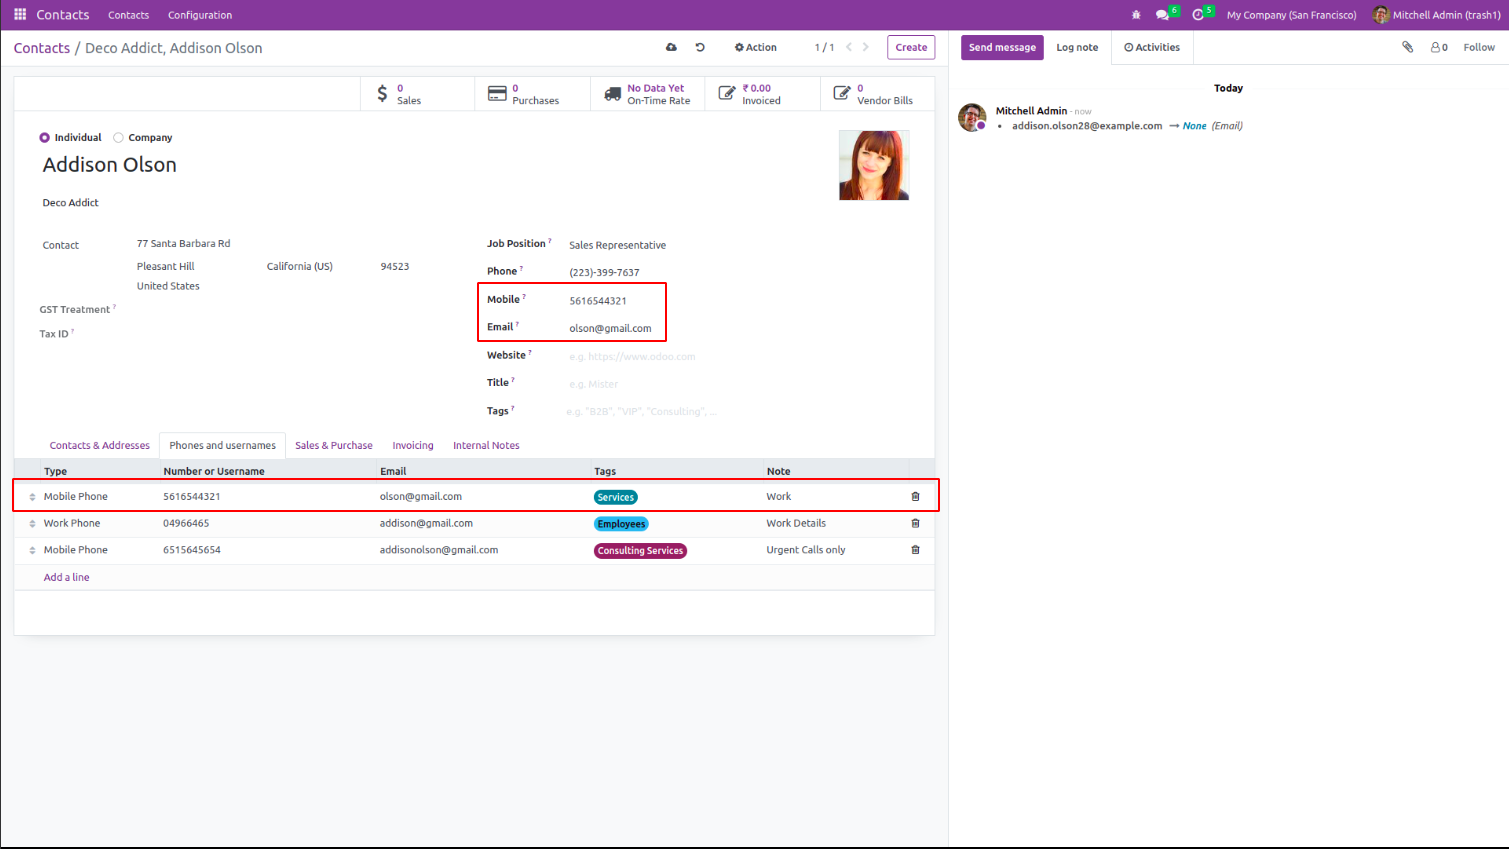 Contacts Contacts Configuration 6 5 My Company (San Francisco) Mitchell Admin (trash1)
Contacts / Deco Addict, Addison Olson Action 1 / 1 Create
Send message Log note Activities 0 Follow
0 Sales
0 Purchases
No Data Yet On-Time Rate
₹ 0.00 Invoiced
0 Vendor Bills
Individual Company
Addison Olson
Deco Addict
Contact 77 Santa Barbara Rd
Pleasant Hill California (US) 94523
United States
GST Treatment ?
Tax ID ?
Job Position ? Sales Representative
Phone ? (223)-399-7637
Mobile ? 5616544321
Email ? olson@gmail.com
Website ? e.g. https://www.odoo.com
Title ? e.g. Mister
Tags ? e.g. "B2B", "VIP", "Consulting", ...
Contacts & Addresses Phones and usernames Sales & Purchase Invoicing Internal Notes
Type Number or Username Email Tags Note
Mobile Phone 5616544321 olson@gmail.com Services Work
Work Phone 04966465 addison@gmail.com Employees Work Details
Mobile Phone 6515645654 addisonolson@gmail.com Consulting Services Urgent Calls only
Add a line
Today
Mitchell Admin - now
• addison.olson28@example.com → None (Email)